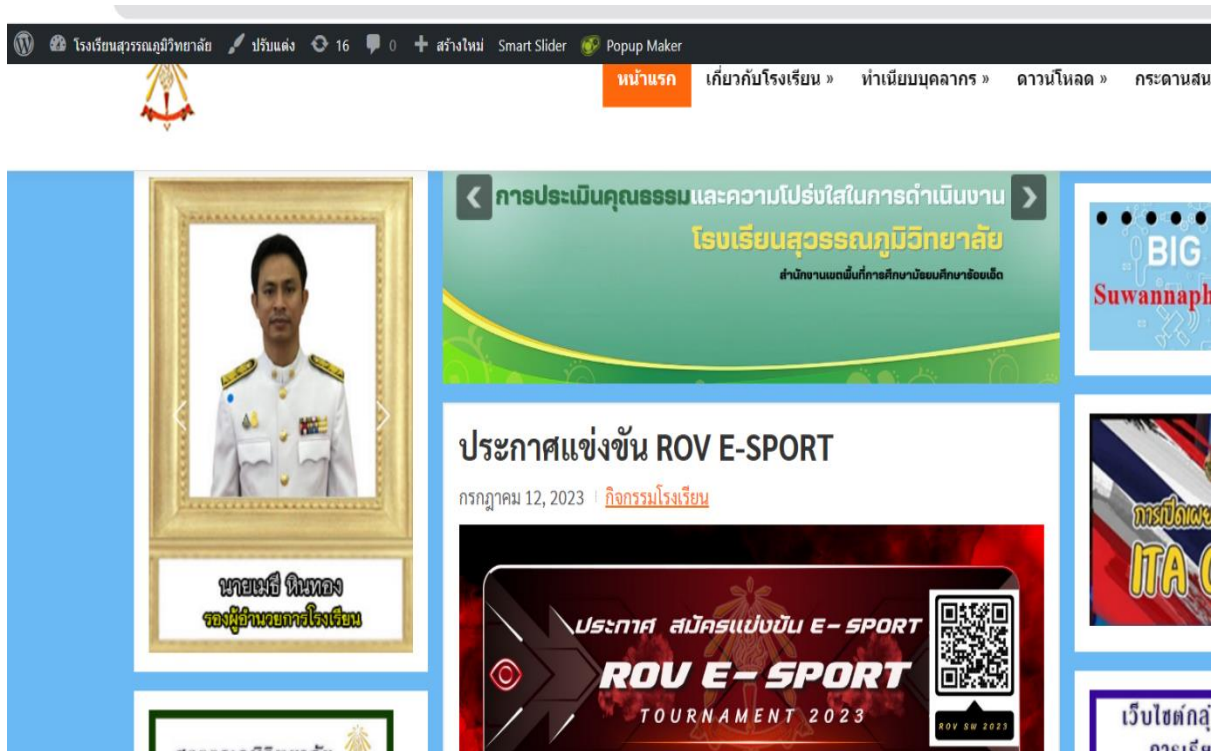 โรงเรียนสุวรรณภูมิวิทยาลัย ปรับแต่ง 16 0 สร้างใหม่ Smart Slider Popup Maker
หน้าแรก เกี่ยวกับโรงเรียน » ทำเนียบบุคลากร » ดาวน์โหลด » กระดานสน
การประเมินคุณธรรมและความโปร่งใสในการดำเนินงาน
โรงเรียนสุวรรณภูมิวิทยาลัย
สำนักงานเขตพื้นที่การศึกษามัธยมศึกษาร้อยเอ็ด
นายเมธี หินทอง
รองผู้อำนวยการโรงเรียน
ประกาศแข่งขัน ROV E-SPORT
กรกฎาคม 12, 2023 กิจกรรมโรงเรียน
ประกาศ สมัครแข่งขัน E-SPORT
ROV E-SPORT
TOURNAMENT 2023
ROV SW 2023
BIG
Suwannaph
การเปิดเผย
ITA
เว็บไซต์กลุ่
การเรีย